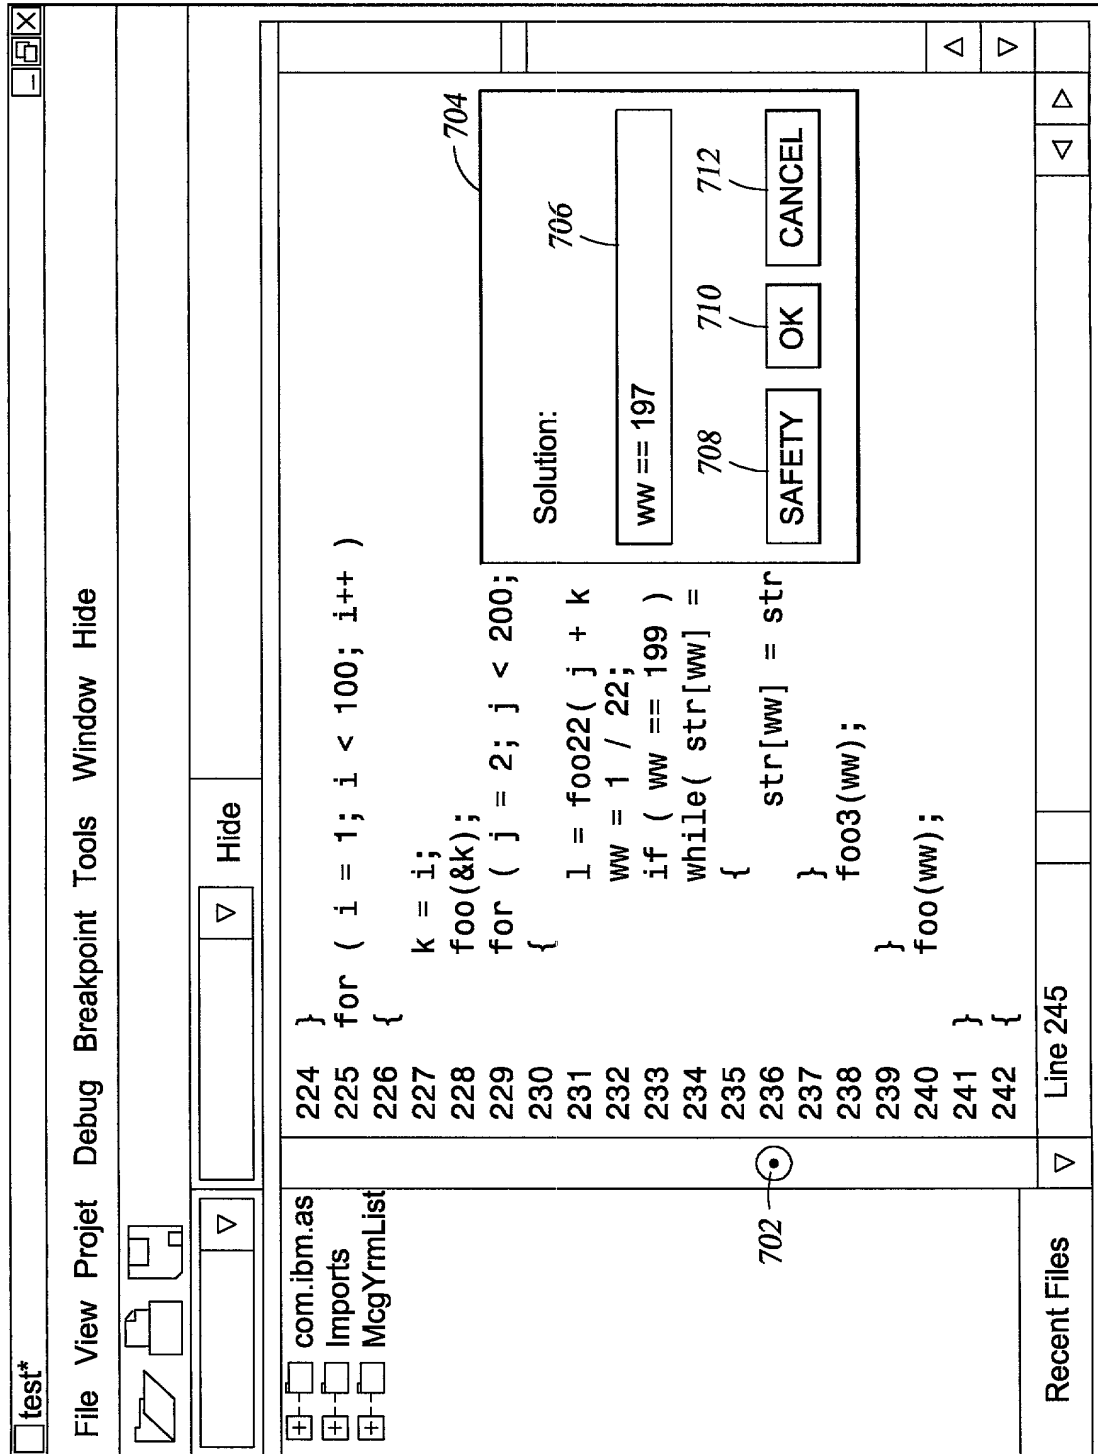 test*
File View Projet Debug Breakpoint Tools Window Hide
Hide
com.ibm.as
Imports
McgYrmList
702
224 }
225 for ( i = 1; i < 100; i++ )
226 {
227 k = i;
228 foo(&k);
229 for ( j = 2; j < 200;
230 {
231 l = foo22( j + k
232 ww = 1 / 22;
233 if ( ww == 199 )
234 while( str[ww] =
235 {
236 str[ww] = str
237 }
238 foo3(ww);
239 }
240 foo(ww);
241 }
242 {
704
Solution:
706
ww == 197
708
710
712
SAFETY
OK
CANCEL
Recent Files
Line 245